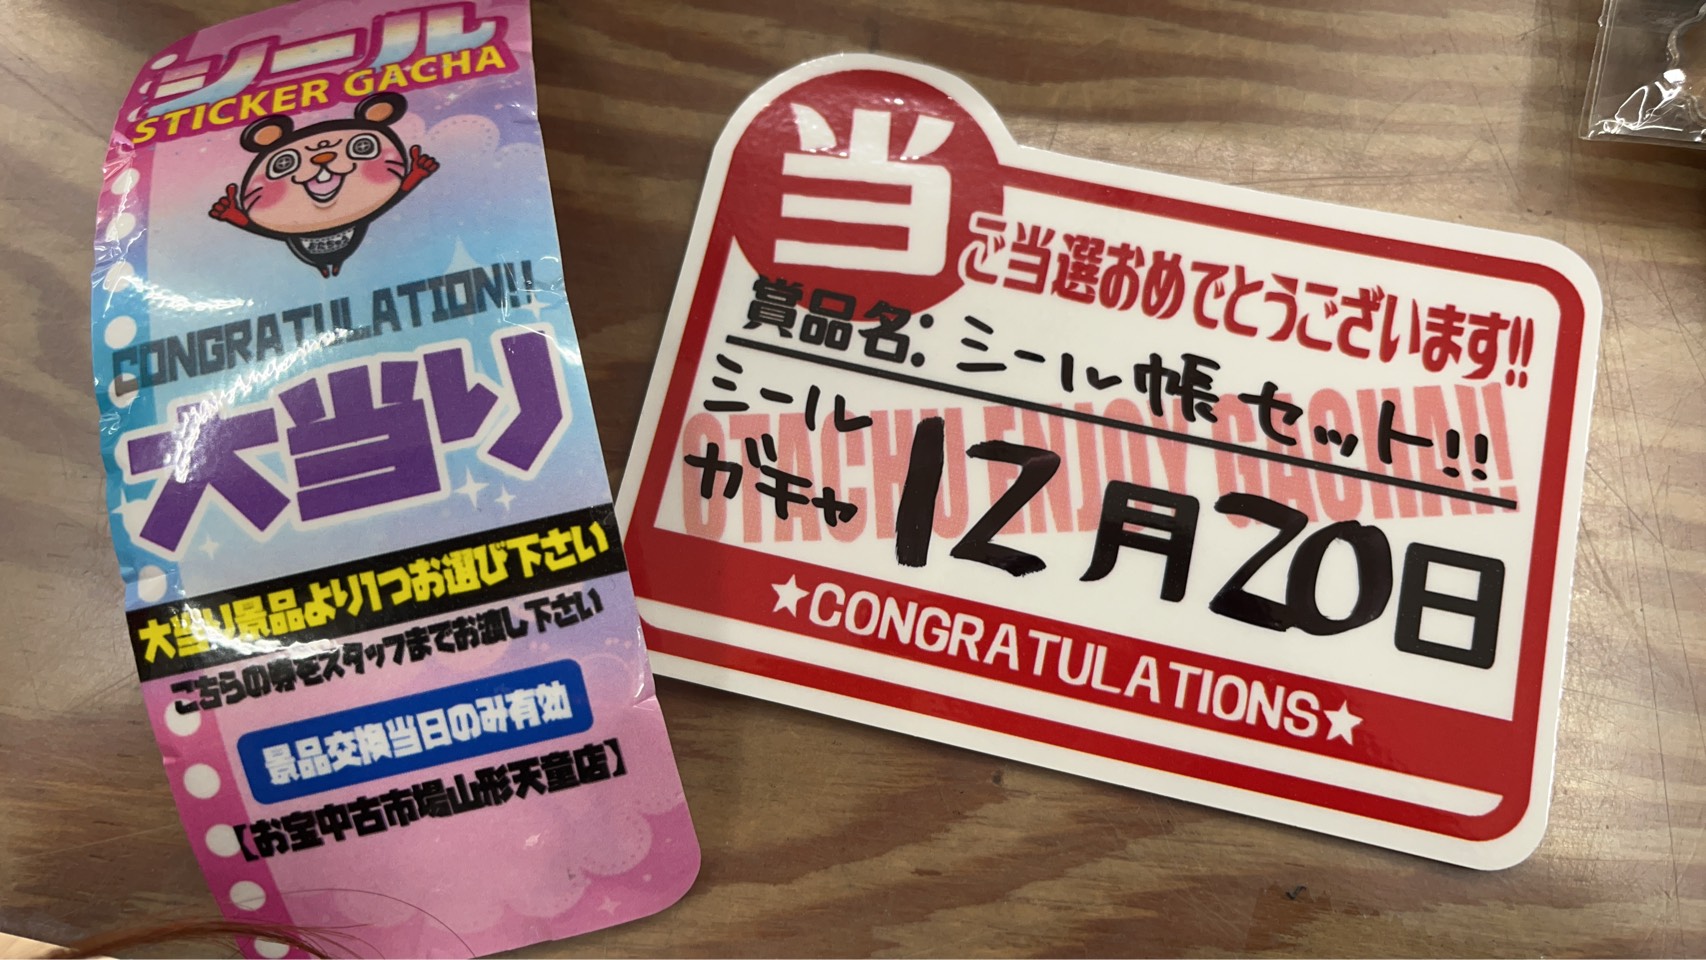 シール
STICKER GACHA
CONGRATULATION!!
大当り
大当り景品より1つお選び下さい
こちらの券をスタッフまでお渡し下さい
景品交換当日のみ有効
【お宝中古市場山形天童店】
当
ご当選おめでとうございます!!
賞品名:シール帳セット!!
OTACHU ENJOY GACHA!!
シール
ガチャ
12月20日
★CONGRATULATIONS★